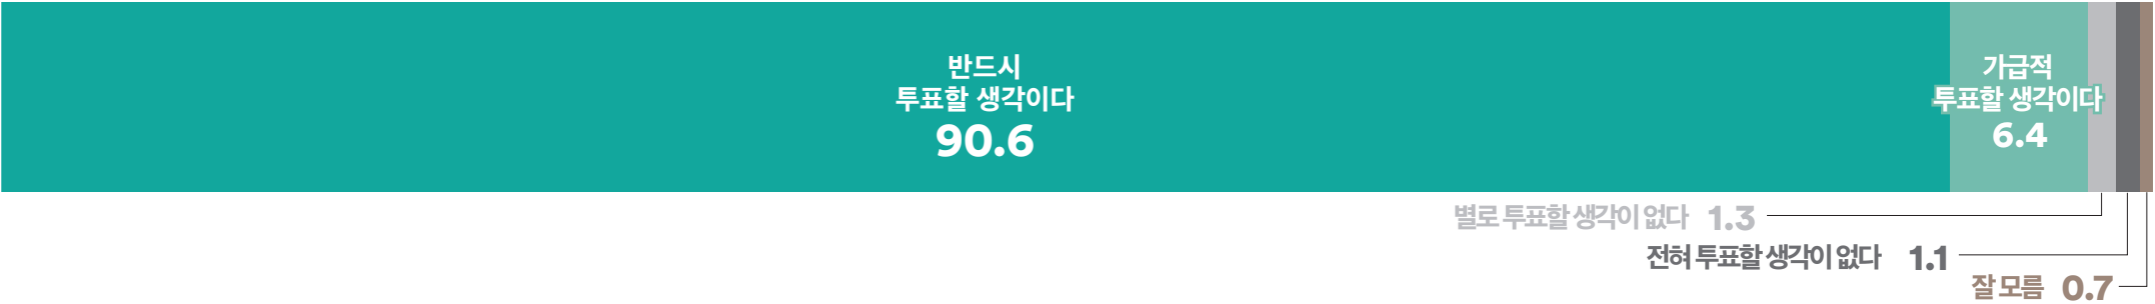 반드시
투표할 생각이다
90.6
가급적
투표할 생각이다
6.4
별로 투표할 생각이 없다 1.3
전혀 투표할 생각이 없다 1.1
잘 모름 0.7